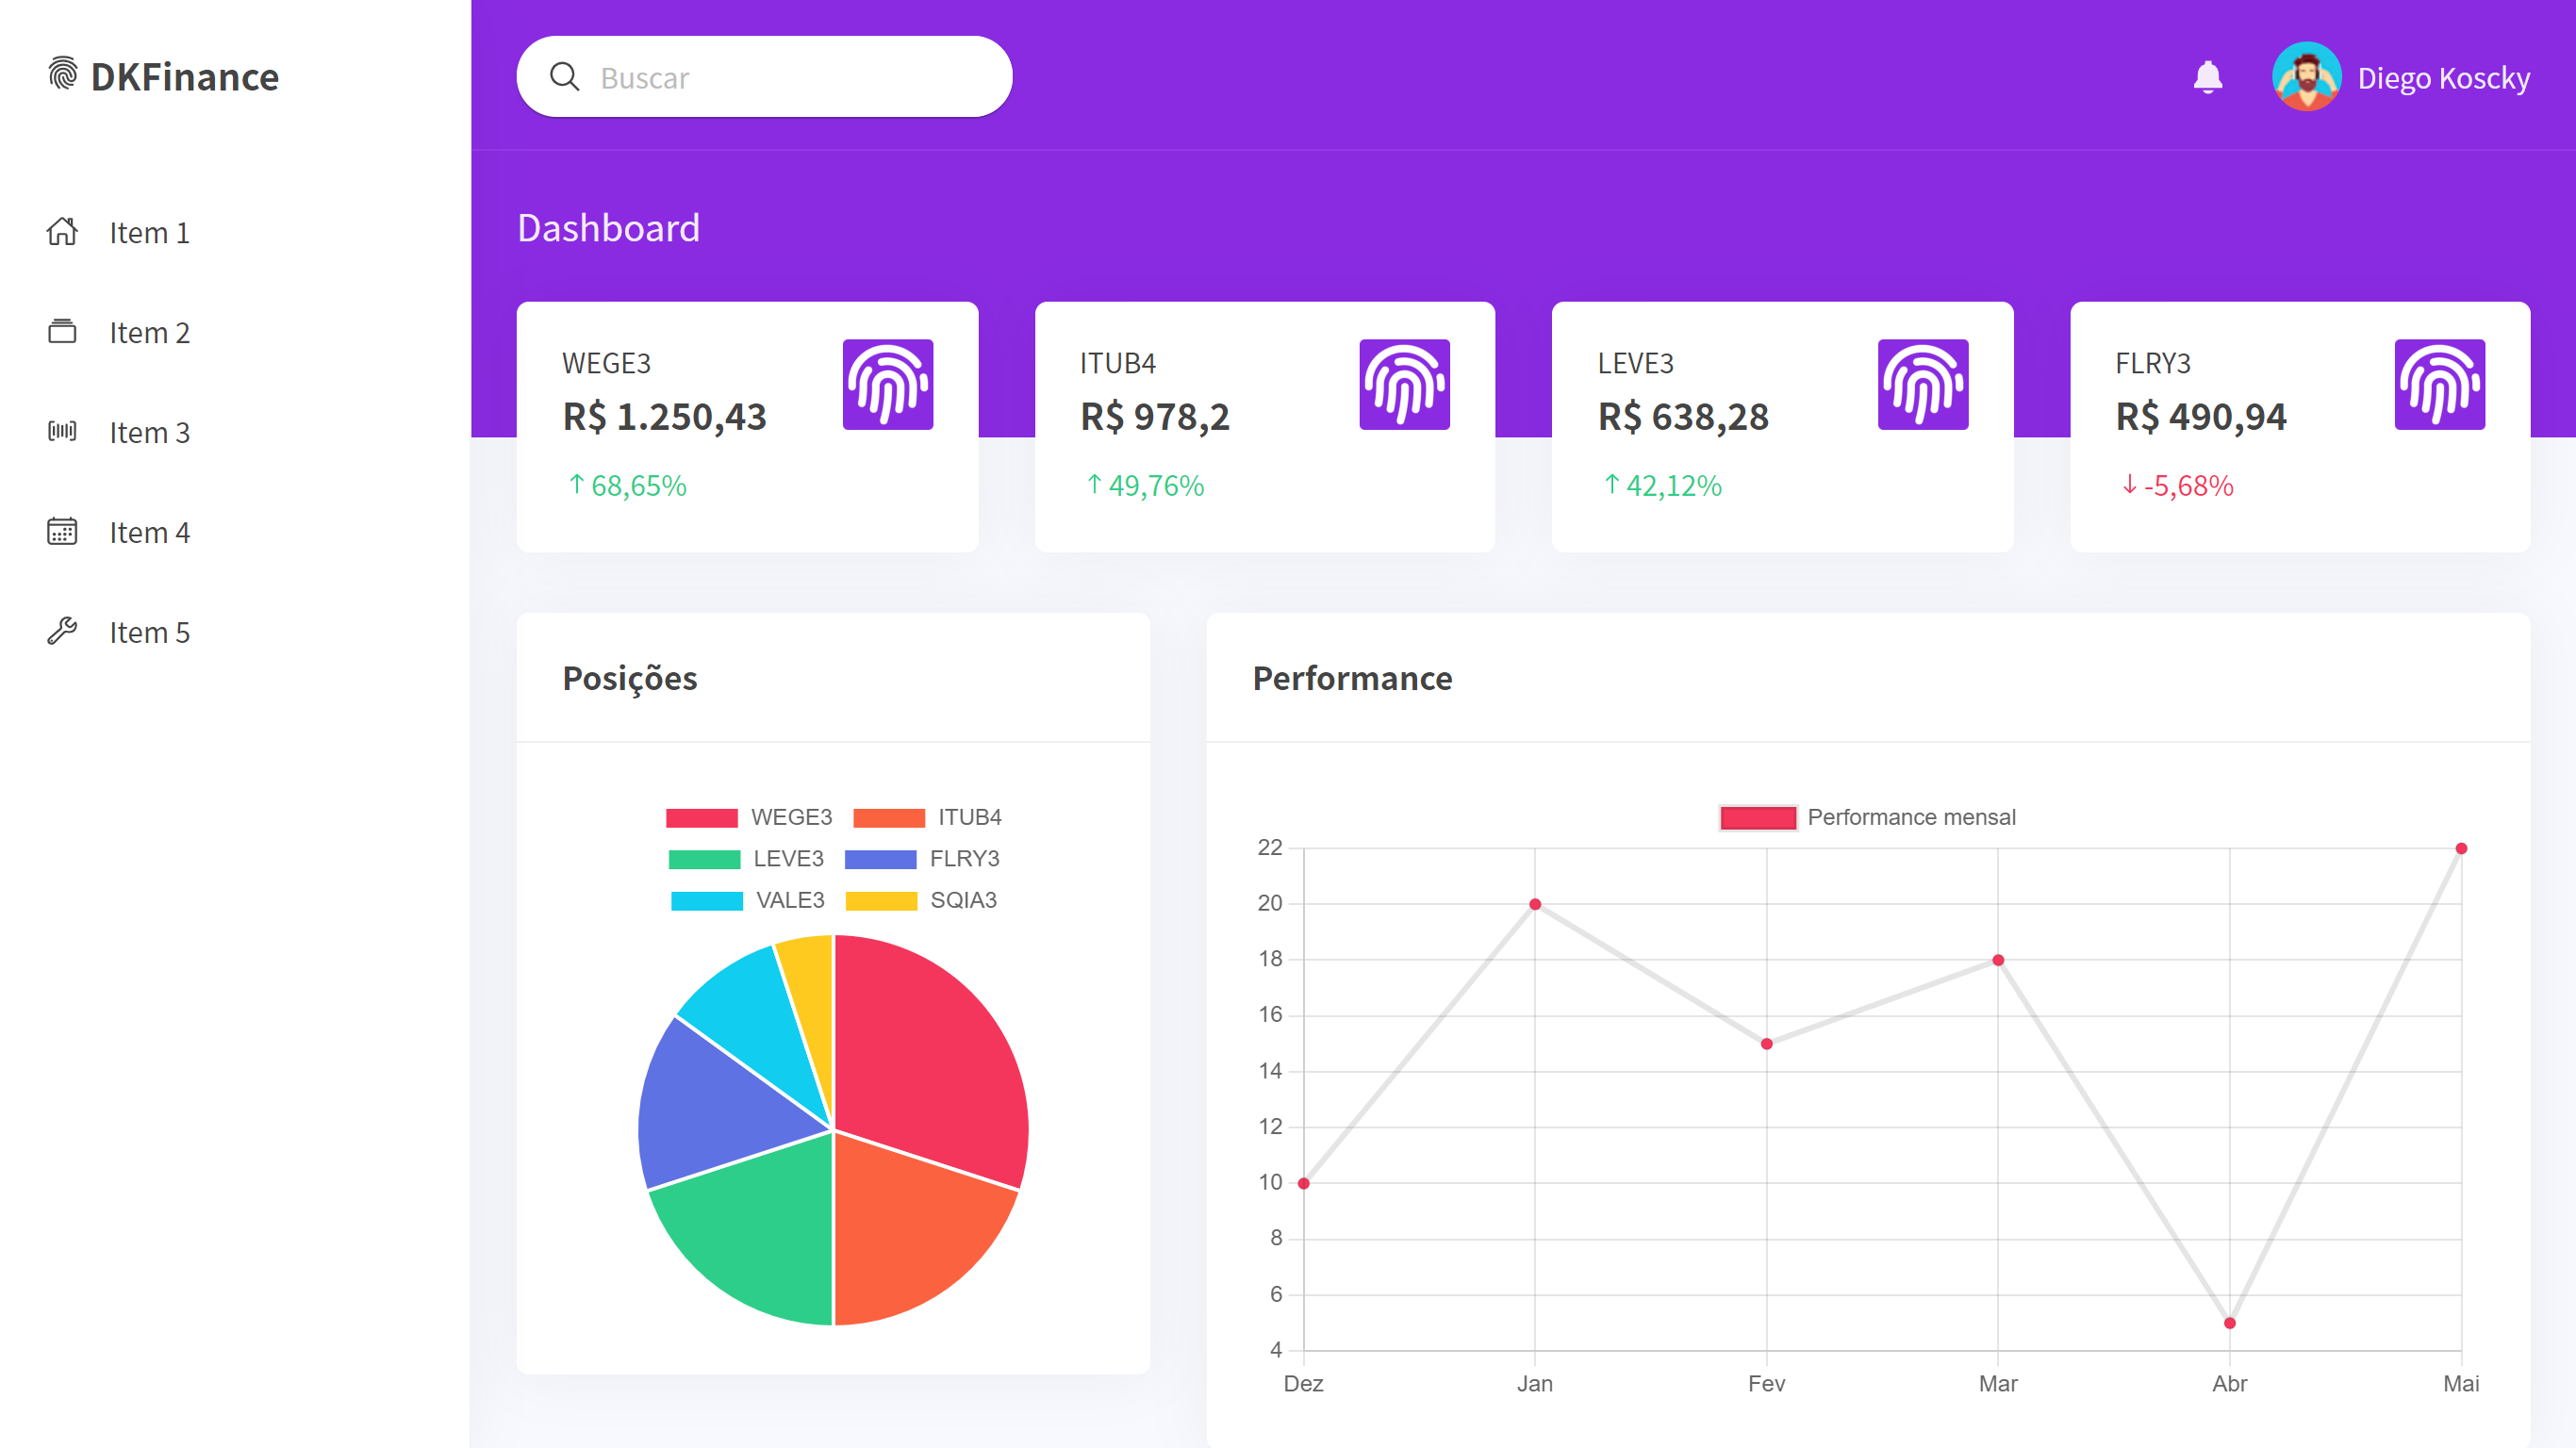 DKFinance
Item 1
Item 2
Item 3
Item 4
Item 5
Buscar
Diego Koscky
Dashboard
WEGE3
R$ 1.250,43
↑ 68,65%
ITUB4
R$ 978,2
↑ 49,76%
LEVE3
R$ 638,28
↑ 42,12%
FLRY3
R$ 490,94
↓ -5,68%
Posições
WEGE3 ITUB4
LEVE3 FLRY3
VALE3 SQIA3
Performance
Performance mensal
22
20
18
16
14
12
10
8
6
4
Dez Jan Fev Mar Abr Mai